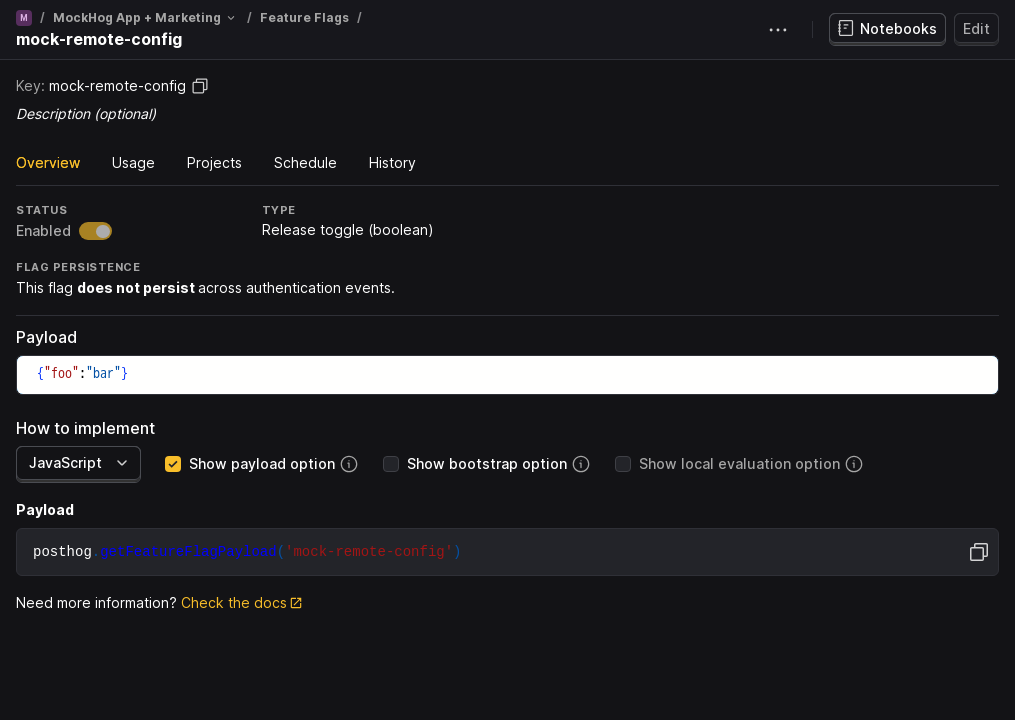 M / MockHog App + Marketing / Feature Flags /
mock-remote-config
Notebooks
Edit
Key: mock-remote-config
Description (optional)
Overview Usage Projects Schedule History
STATUS TYPE
Enabled Release toggle (boolean)
FLAG PERSISTENCE
This flag does not persist across authentication events.
Payload
{"foo":"bar"}
How to implement
JavaScript Show payload option Show bootstrap option Show local evaluation option
Payload
posthog.getFeatureFlagPayload('mock-remote-config')
Need more information? Check the docs